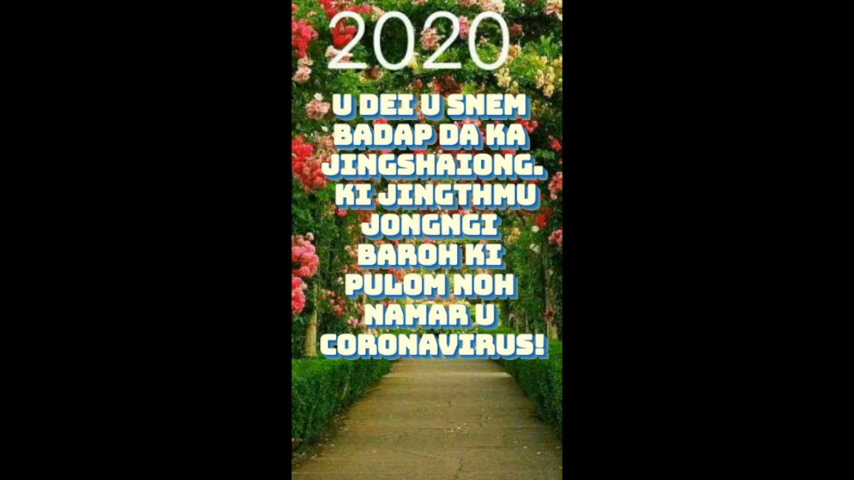 2020
U DEI U SNEM
BADAP DA KA
JINGSHAIONG.
KI JINGTHMU
JONGNGI
BAROH KI
PULOM NOH
NAMAR U
CORONAVIRUS!